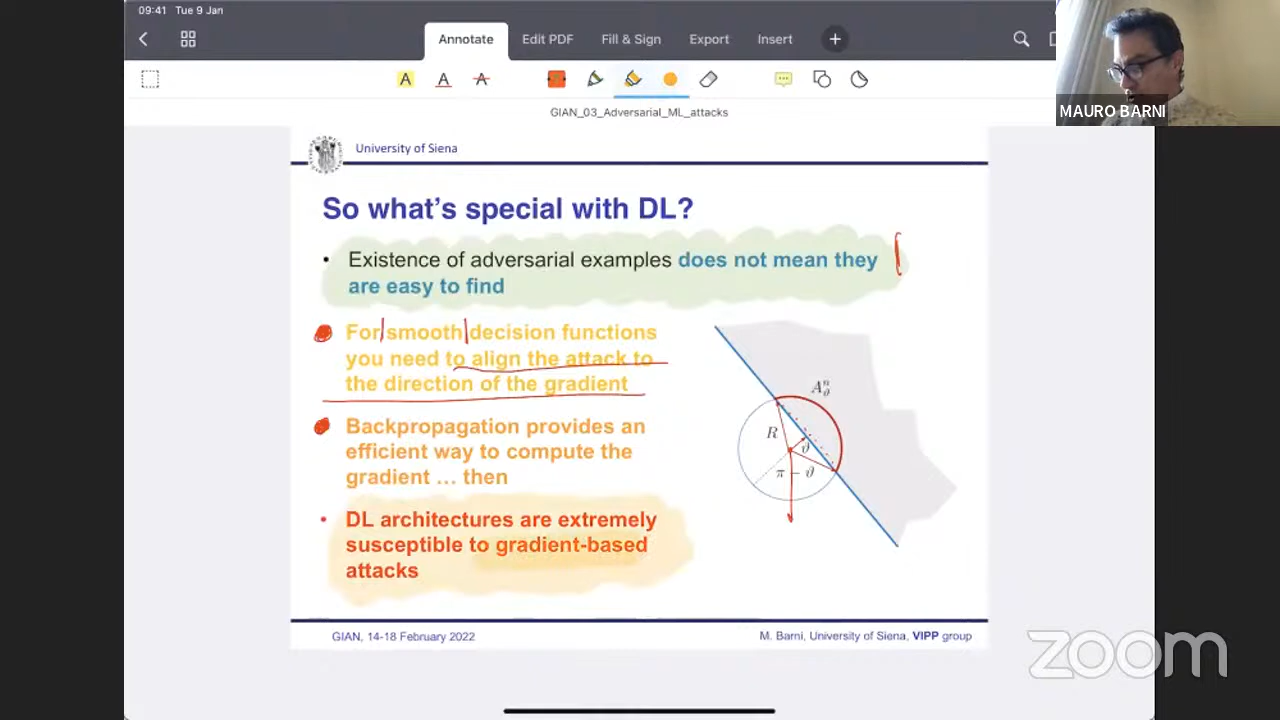 09:41 Tue 9 Jan
Annotate Edit PDF Fill & Sign Export Insert
A A A
MAURO BARNI
GIAN_03_Adversarial_ML_attacks
University of Siena
So what's special with DL?
• Existence of adversarial examples does not mean they
are easy to find
For smooth decision functions
you need to align the attack to
the direction of the gradient
Backpropagation provides an
efficient way to compute the
gradient … then
• DL architectures are extremely
susceptible to gradient-based
attacks
Aⁿ_ϑ
R
ϑ
π − ϑ
GIAN, 14-18 February 2022
M. Barni, University of Siena, VIPP group
zoom